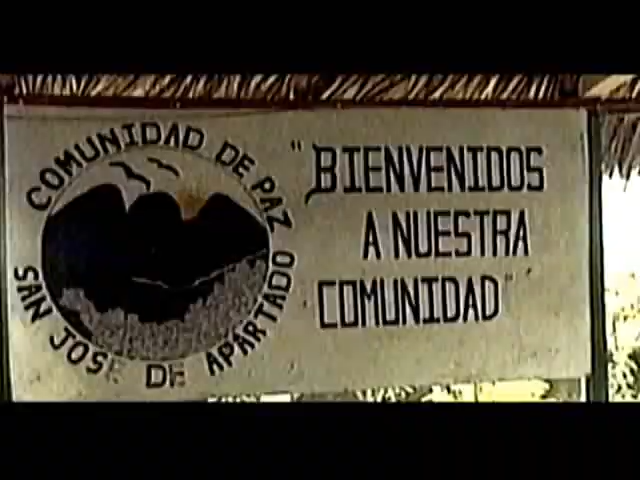 COMUNIDAD DE PAZ
SAN JOSE DE APARTADO
"BIENVENIDOS
A NUESTRA
COMUNIDAD"